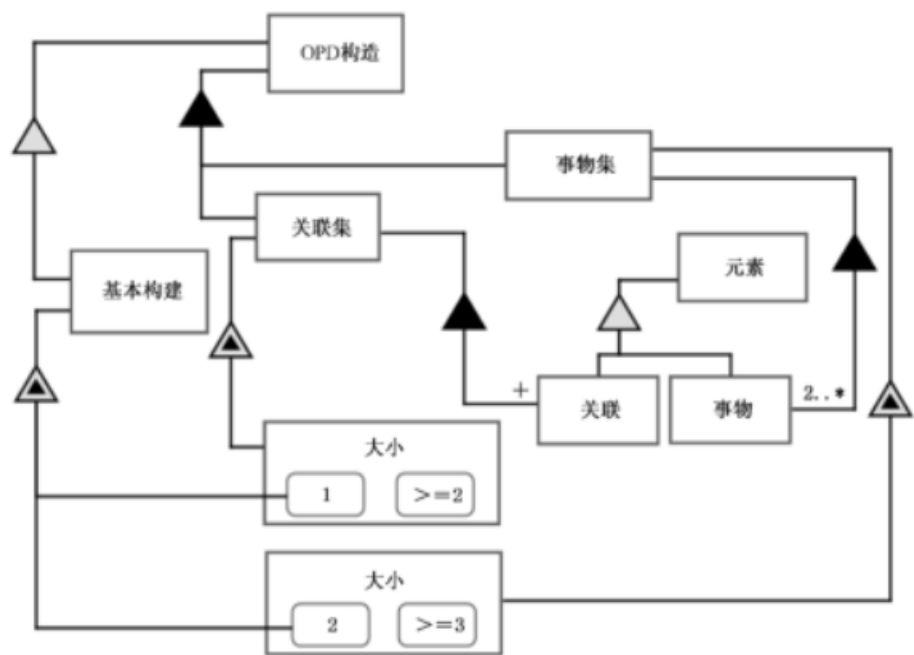 OPD构造
事物集
关联集
元素
基本构建
+
关联
事物
2..*
大小
1
>=2
大小
2
>=3